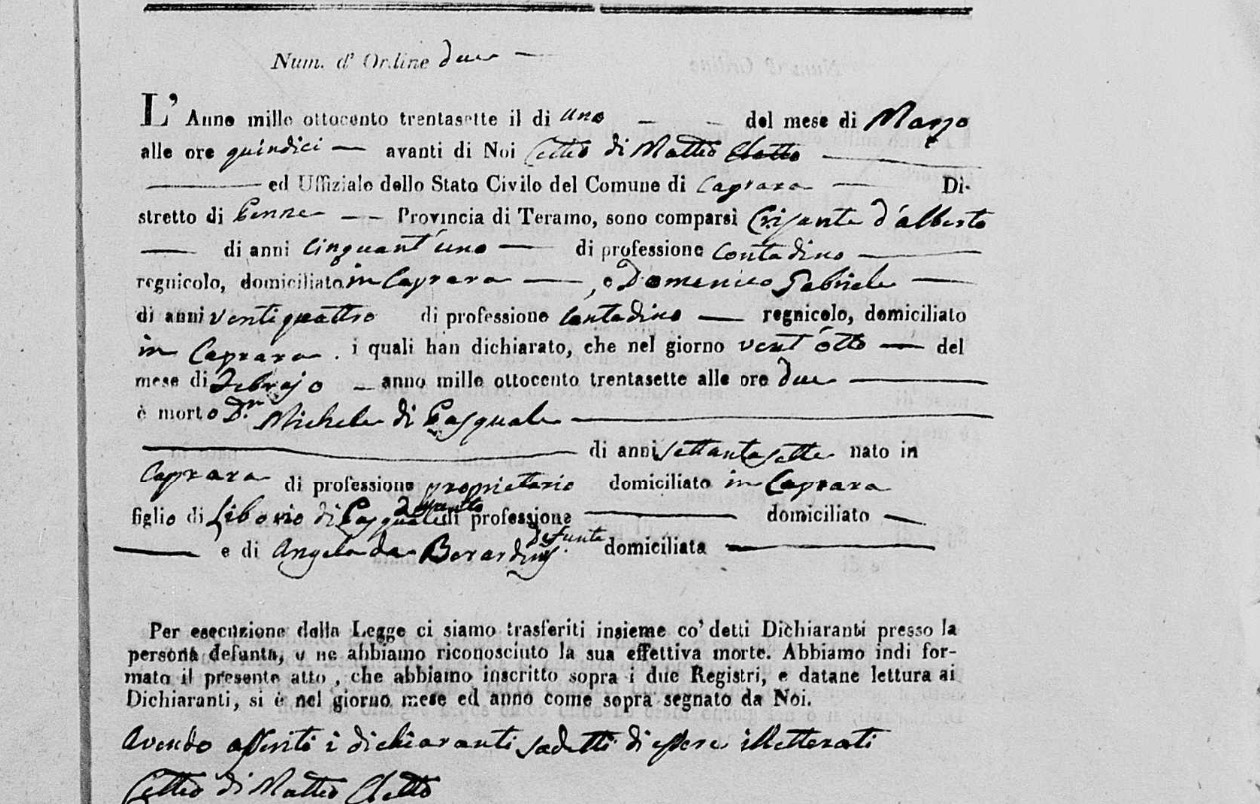 Num. d' Ordine due
L' Anno mille ottocento trentasette il di uno del mese di Marzo
alle ore quindici avanti di Noi di Matteo Eletto
ed Uffiziale dello Stato Civile del Comune di Caprara Di-
stretto di Penne Provincia di Teramo, sono comparsi Crisante d'Alberto
di anni cinquant'uno di professione contadino
regnicolo, domiciliato in Caprara, e Domenico Gabriele
di anni ventiquattro di professione contadino regnicolo, domiciliato
in Caprara. i quali han dichiarato, che nel giorno vent'otto del
mese di Febrajo anno mille ottocento trentasette alle ore due
è morto D.n Michele di Pasquale
di anni settantasette nato in
Caprara di professione proprietario domiciliato in Caprara
figlio di Liborio di Pasquale defunto di professione domiciliato
e di Angela de Berardinis defunta domiciliata
Per esecuzione della Legge ci siamo trasferiti insieme co' detti Dichiaranti presso la
persona defunta, e ne abbiamo riconosciuto la sua effettiva morte. Abbiamo indi for-
mato il presente atto, che abbiamo inscritto sopra i due Registri, e datane lettura ai
Dichiaranti, si è nel giorno mese ed anno come sopra segnato da Noi.
Avendo asserito i dichiaranti sadetti di essere illetterati
di Matteo Eletto